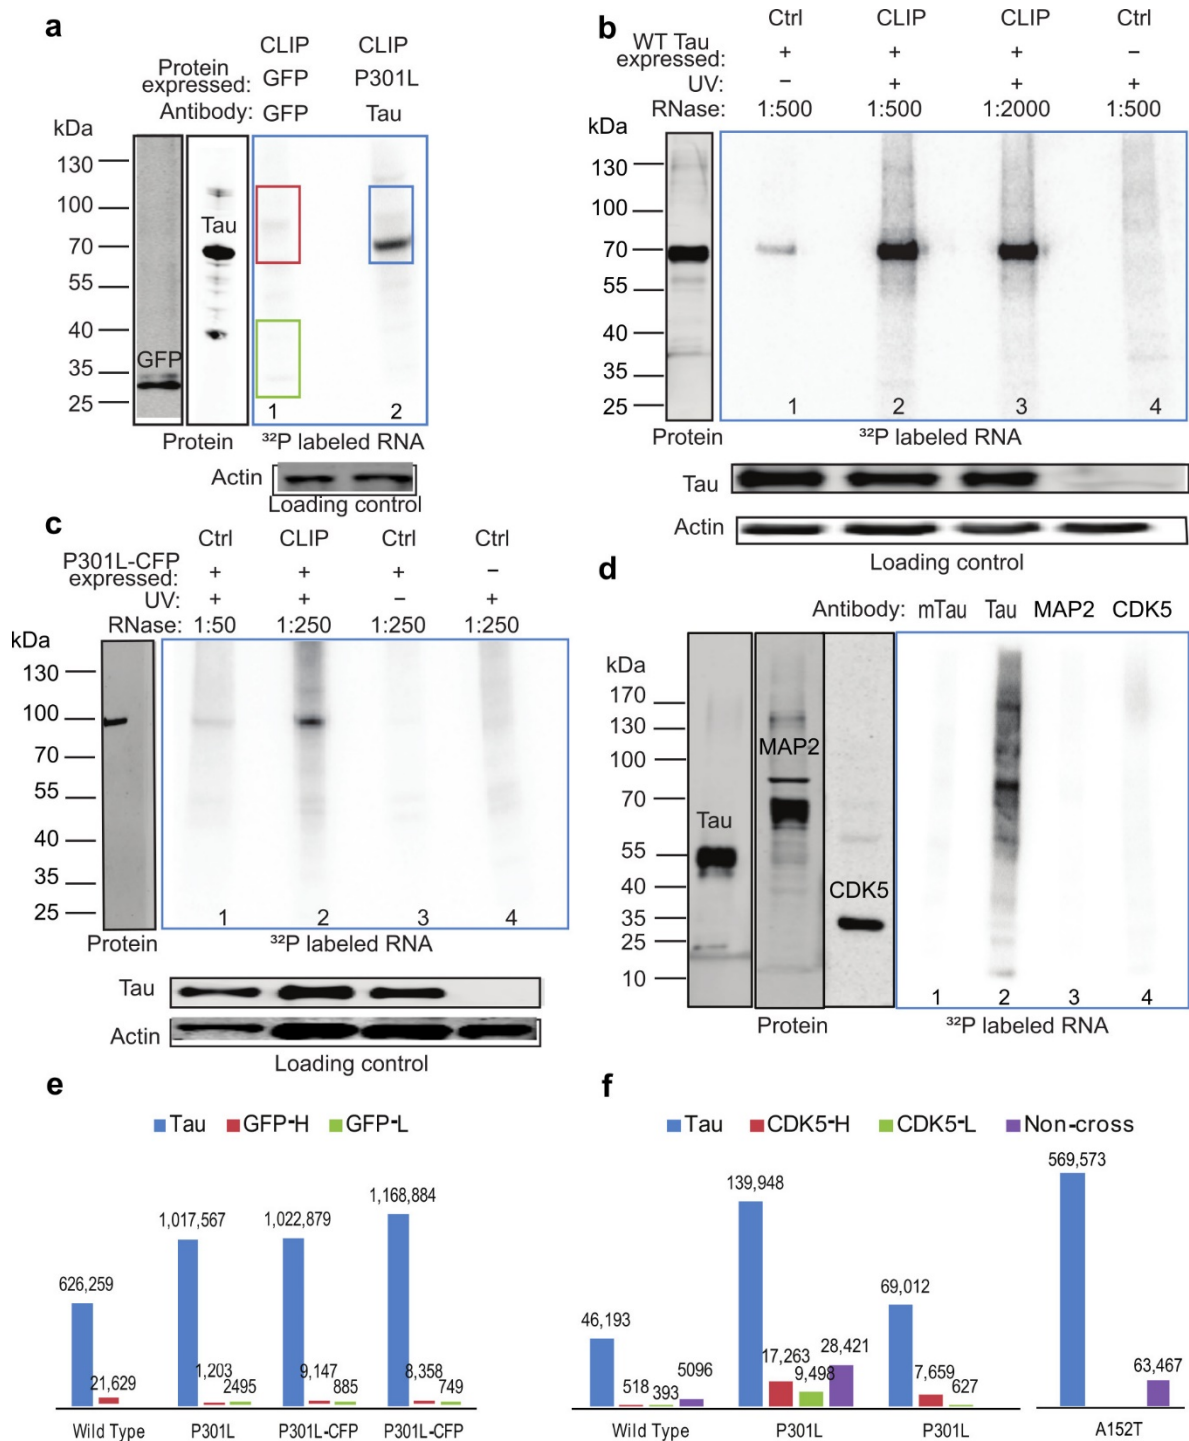 a
CLIP CLIP
Protein expressed: GFP P301L
Antibody: GFP Tau
kDa
130
100
70
55
40
35
25
GFP
Tau
1 2
Protein ³²P labeled RNA
Actin
Loading control
b
Ctrl CLIP CLIP Ctrl
WT Tau expressed: + + + –
UV: – + + +
RNase: 1:500 1:500 1:2000 1:500
kDa
130
100
70
55
40
35
25
1 2 3 4
Protein ³²P labeled RNA
Tau
Actin
Loading control
c
Ctrl CLIP Ctrl Ctrl
P301L-CFP expressed: + + + –
UV: + + – +
RNase: 1:50 1:250 1:250 1:250
kDa
130
100
70
55
40
35
25
1 2 3 4
Protein ³²P labeled RNA
Tau
Actin
Loading control
d
Antibody: mTau Tau MAP2 CDK5
kDa
170
130
100
70
55
40
35
25
10
Tau
MAP2
CDK5
1 2 3 4
Protein ³²P labeled RNA
e
Tau GFP-H GFP-L
626,259
21,629
1,017,567
1,203
2495
1,022,879
9,147
885
1,168,884
8,358
749
Wild Type P301L P301L-CFP P301L-CFP
f
Tau CDK5-H CDK5-L Non-cross
46,193
518
393
5096
139,948
17,263
9,498
28,421
69,012
7,659
627
569,573
63,467
Wild Type P301L P301L A152T